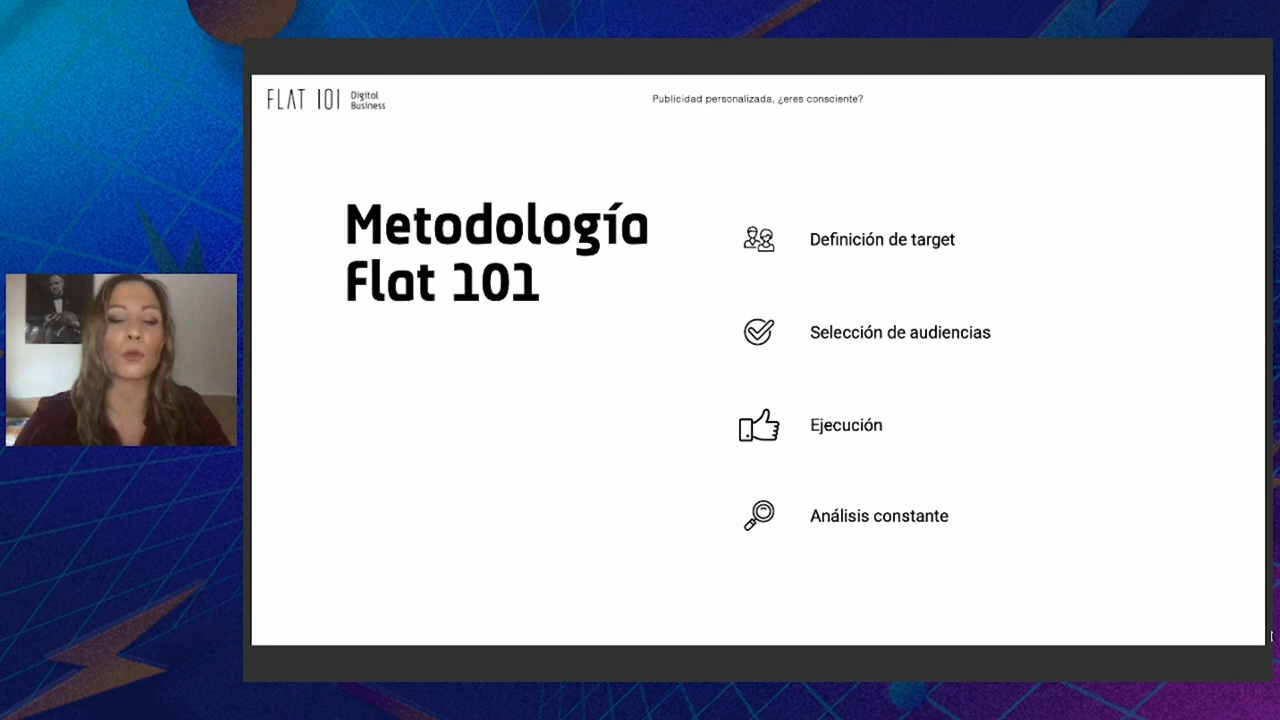 FLAT 101 Digital
Business
Publicidad personalizada, ¿eres consciente?
Metodología
Flat 101
Definición de target
Selección de audiencias
Ejecución
Análisis constante